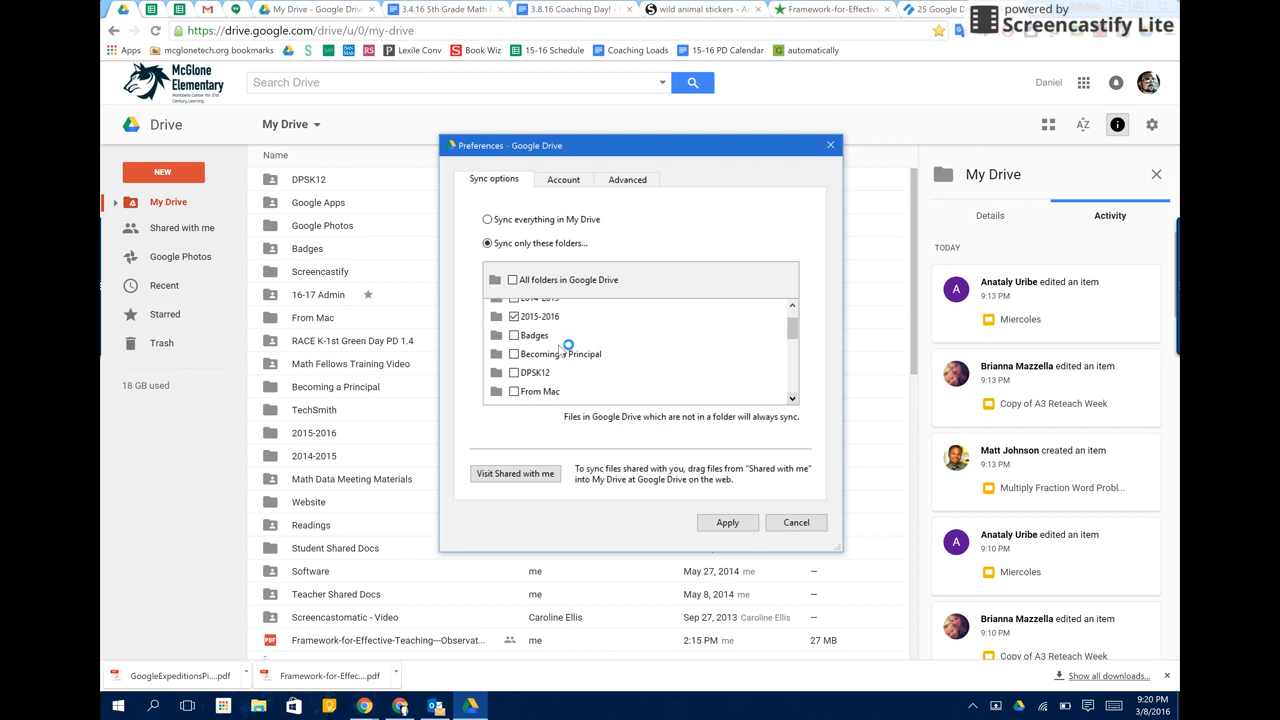 My Drive - Google Driv
3.4.16 5th Grade Math
3.8.16 Coaching Day! -
wild animal stickers - A
Framework-for-Effective-
25 Google D
powered by
Screencastify Lite
https://drive.google.com/drive/u/0/my-drive
Apps mcglonetech.org bookmarks Lexile Conv Book Wiz 15-16 Schedule Coaching Loads 15-16 PD Calendar automatically
McGlone
Elementary
Search Drive
Daniel
Drive
My Drive
NEW
My Drive
Shared with me
Google Photos
Recent
Starred
Trash
18 GB used
Name
DPSK12
Google Apps
Google Photos
Badges
Screencastify
16-17 Admin
From Mac
RACE K-1st Green Day PD 1.4
Math Fellows Training Video
Becoming a Principal
TechSmith
2015-2016
2014-2015
Math Data Meeting Materials
Website
Readings
Student Shared Docs
Software me May 27, 2014 me —
Teacher Shared Docs me May 8, 2014 me —
Screencastomatic - Video Caroline Ellis Sep 27, 2013 Caroline Ellis —
Framework-for-Effective-Teaching---Observat... me 2:15 PM me 27 MB
Preferences - Google Drive
Sync options Account Advanced
Sync everything in My Drive
Sync only these folders...
All folders in Google Drive
2014-2015
2015-2016
Badges
Becoming a Principal
DPSK12
From Mac
Files in Google Drive which are not in a folder will always sync.
Visit Shared with me
To sync files shared with you, drag files from "Shared with me"
into My Drive at Google Drive on the web.
Apply Cancel
My Drive
Details Activity
TODAY
A
Anataly Uribe edited an item
9:13 PM
Miercoles
Brianna Mazzella edited an item
9:13 PM
Copy of A3 Reteach Week
Matt Johnson created an item
9:13 PM
Multiply Fraction Word Probl...
A
Anataly Uribe edited an item
9:10 PM
Miercoles
Brianna Mazzella edited an item
9:10 PM
Copy of A3 Reteach Week
GoogleExpeditionsPi....pdf
Framework-for-Effec....pdf
Show all downloads...
9:20 PM
3/8/2016